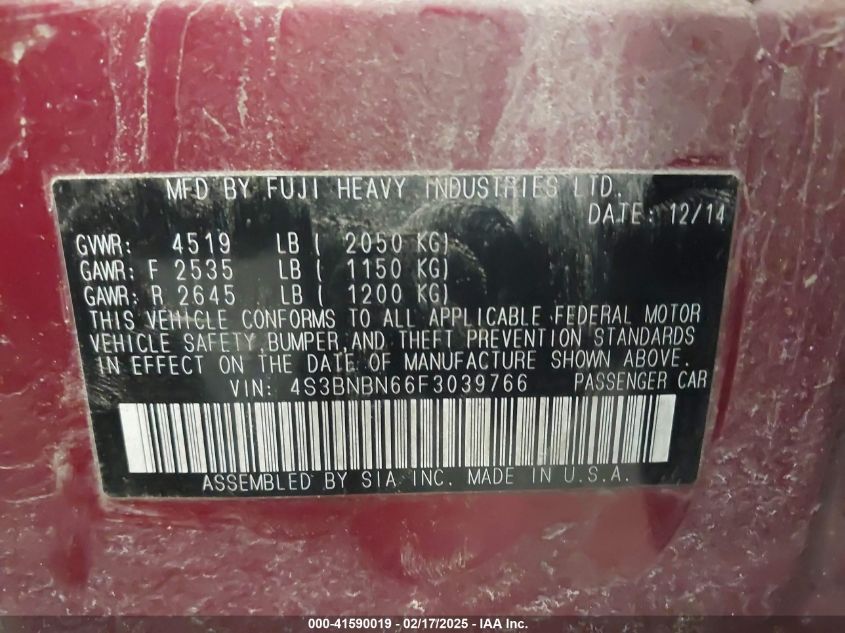 MFD BY FUJI HEAVY INDUSTRIES LTD.
DATE: 12/14
GVWR: 4519 LB ( 2050 KG)
GAWR: F 2535 LB ( 1150 KG)
GAWR: R 2645 LB ( 1200 KG)
THIS VEHICLE CONFORMS TO ALL APPLICABLE FEDERAL MOTOR
VEHICLE SAFETY,BUMPER,AND THEFT PREVENTION STANDARDS
IN EFFECT ON THE DATE OF MANUFACTURE SHOWN ABOVE.
VIN: 4S3BNBN66F3039766 PASSENGER CAR
ASSEMBLED BY SIA INC. MADE IN U.S.A.
000-41590019 - 02/17/2025 - IAA Inc.